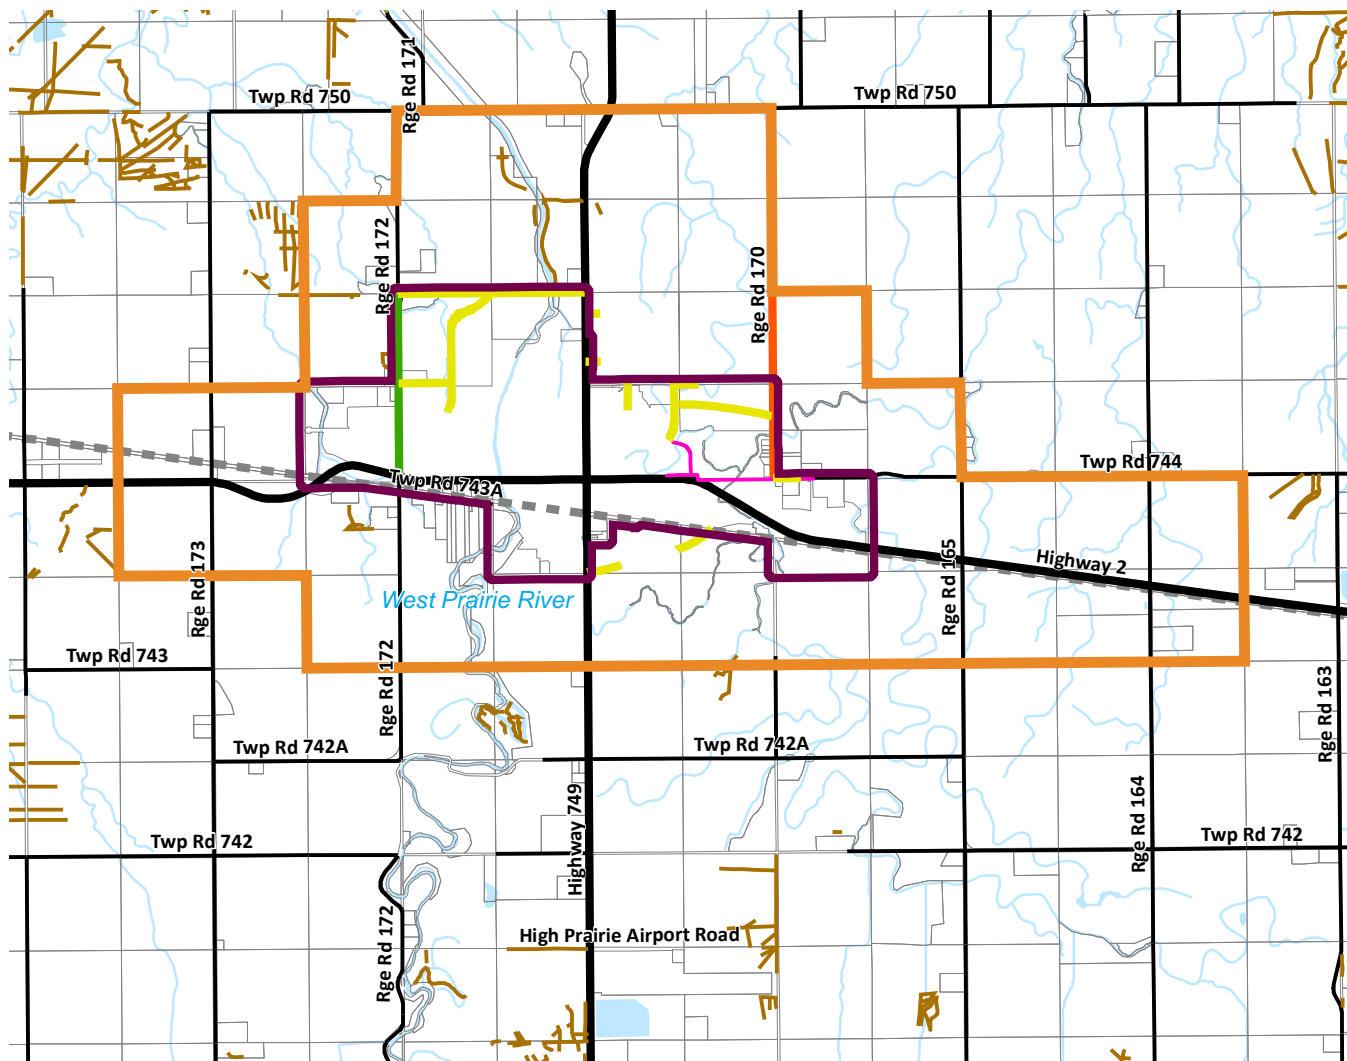 Rge Rd 171
Twp Rd 750
Twp Rd 750
Rge Rd 172
Rge Rd 170
Twp Rd 744
Twp Rd 743A
Highway 2
Rge Rd 173
Rge Rd 165
West Prairie River
Twp Rd 743
Rge Rd 172
Rge Rd 163
Twp Rd 742A
Twp Rd 742A
Highway 749
Rge Rd 164
Twp Rd 742
Twp Rd 742
Rge Rd 172
High Prairie Airport Road